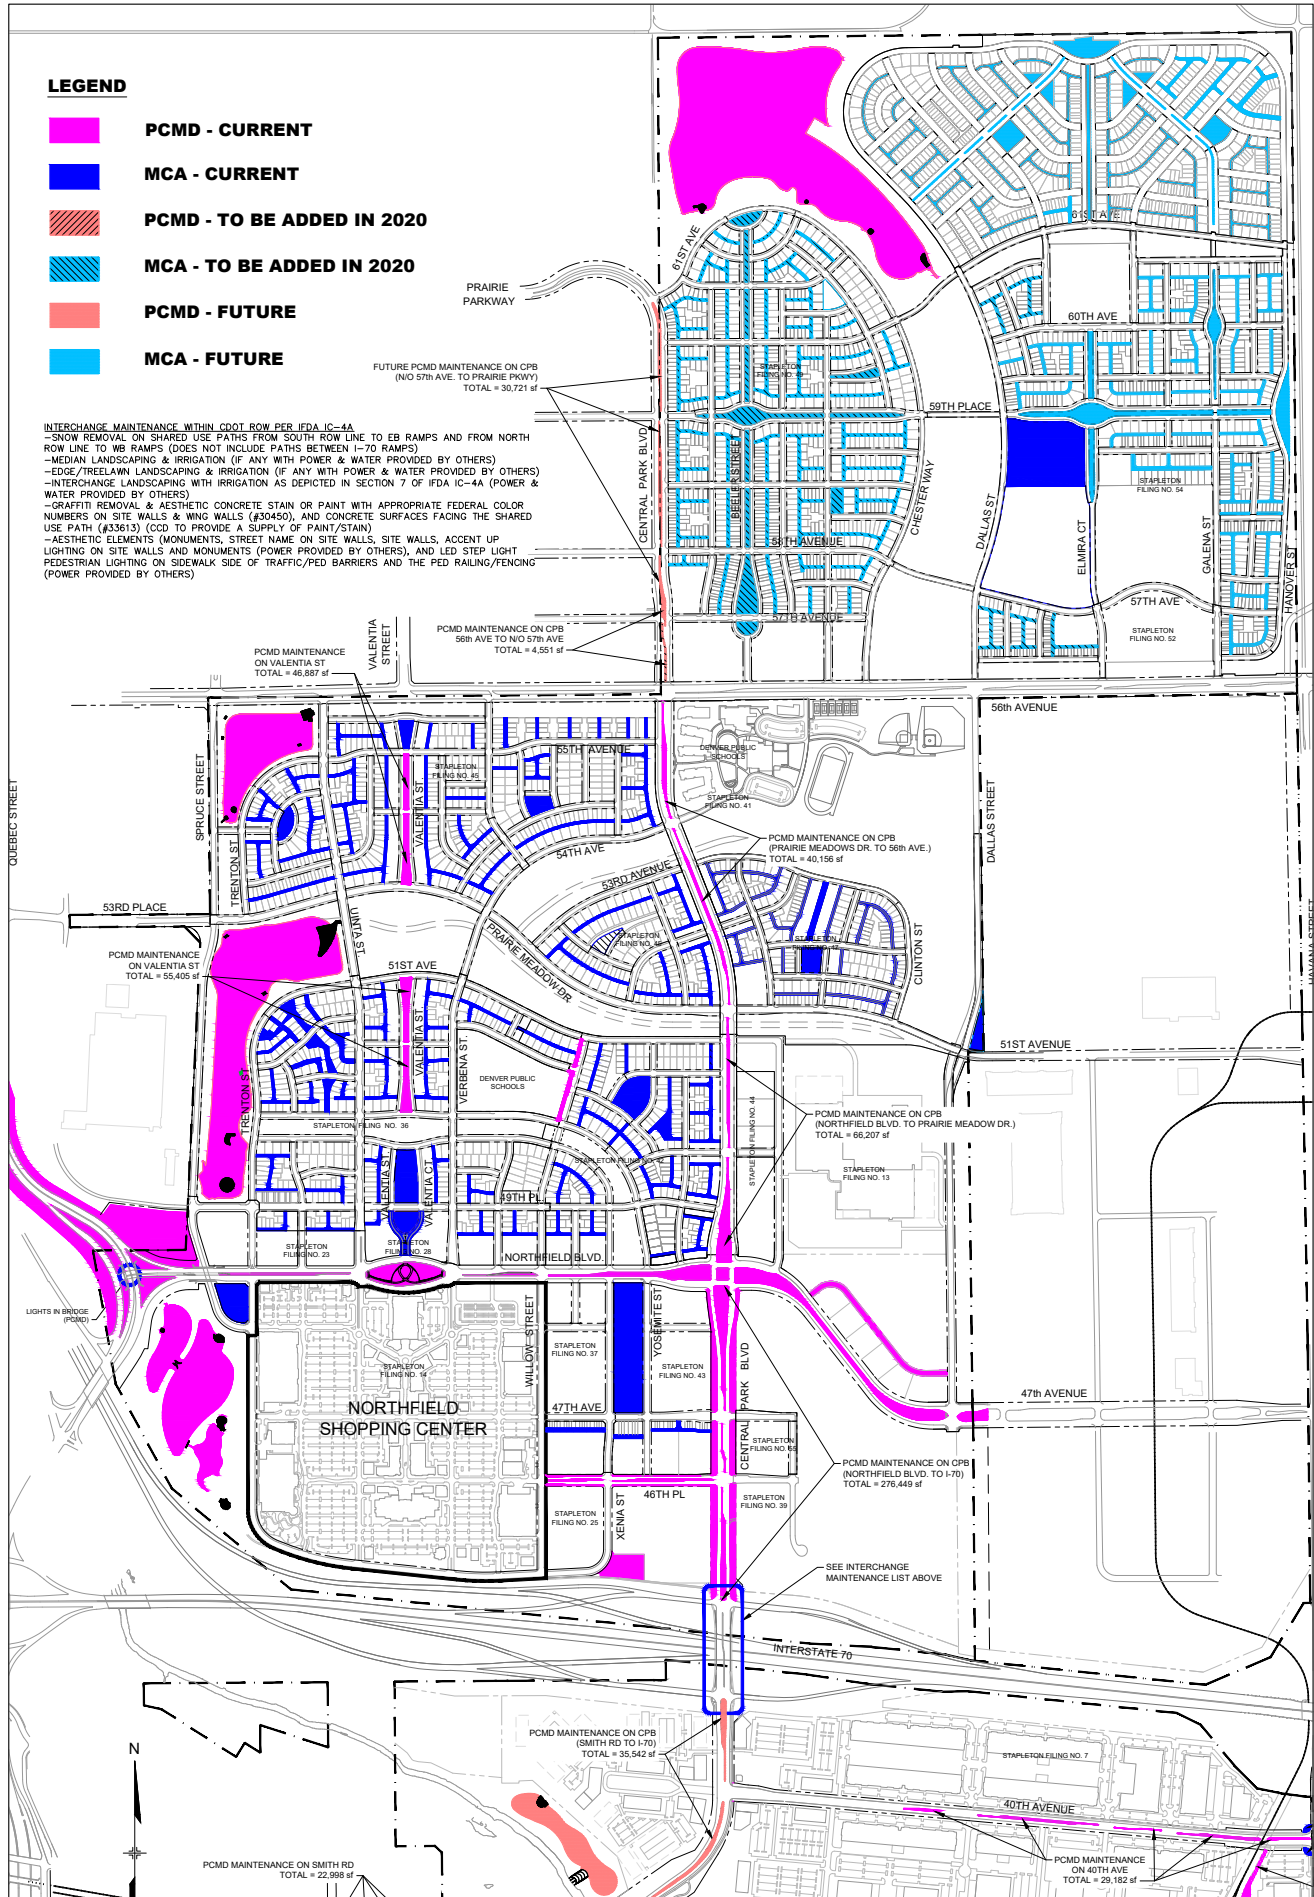 LEGEND
PCMD - CURRENT
MCA - CURRENT
PCMD - TO BE ADDED IN 2020
MCA - TO BE ADDED IN 2020
PCMD - FUTURE
MCA - FUTURE
INTERCHANGE MAINTENANCE WITHIN CDOT ROW PER IFDA IC-4A
-SNOW REMOVAL ON SHARED USE PATHS FROM SOUTH ROW LINE TO EB RAMPS AND FROM NORTH
ROW LINE TO WB RAMPS (DOES NOT INCLUDE PATHS BETWEEN I-70 RAMPS)
-MEDIAN LANDSCAPING & IRRIGATION (IF ANY WITH POWER & WATER PROVIDED BY OTHERS)
-EDGE/TREELAWN LANDSCAPING & IRRIGATION (IF ANY WITH POWER & WATER PROVIDED BY OTHERS)
-INTERCHANGE LANDSCAPING WITH IRRIGATION AS DEPICTED IN SECTION 7 OF IFDA IC-4A (POWER &
WATER PROVIDED BY OTHERS)
-GRAFFITI REMOVAL & AESTHETIC CONCRETE STAIN OR PAINT WITH APPROPRIATE FEDERAL COLOR
NUMBERS ON SITE WALLS & WING WALLS (#30450), AND CONCRETE SURFACES FACING THE SHARED
USE PATH (#33613) (CCD TO PROVIDE A SUPPLY OF PAINT/STAIN)
-AESTHETIC ELEMENTS (MONUMENTS, STREET NAME ON SITE WALLS, SITE WALLS, ACCENT UP
LIGHTING ON SITE WALLS AND MONUMENTS (POWER PROVIDED BY OTHERS), AND LED STEP LIGHT
PEDESTRIAN LIGHTING ON SIDEWALK SIDE OF TRAFFIC/PED BARRIERS AND THE PED RAILING/FENCING
(POWER PROVIDED BY OTHERS)
PRAIRIE
PARKWAY
61ST AVE
61ST AVE
FUTURE PCMD MAINTENANCE ON CPB
(N/O 57th AVE. TO PRAIRIE PKWY)
TOTAL = 30,721 sf
60TH AVE
STAPLETON
FILING NO. 49
59TH PLACE
CENTRAL PARK BLVD
BEELER STREET
CHESTER WAY
DALLAS ST
ELMIRA CT
STAPLETON
FILING NO. 54
GALENA ST
HANOVER ST
58TH AVENUE
57TH AVENUE
57TH AVE
STAPLETON
FILING NO. 52
PCMD MAINTENANCE ON CPB
56th AVE TO N/O 57th AVE
TOTAL = 4,551 sf
VALENTIA
STREET
PCMD MAINTENANCE
ON VALENTIA ST
TOTAL = 46,887 sf
56th AVENUE
QUEBEC STREET
SPRUCE STREET
55TH AVENUE
STAPLETON
FILING NO. 45
VALENTIA ST.
DENVER PUBLIC
SCHOOLS
STAPLETON
FILING NO. 41
DALLAS STREET
PCMD MAINTENANCE ON CPB
(PRAIRIE MEADOWS DR. TO 56th AVE.)
TOTAL = 40,156 sf
54TH AVE
53RD AVENUE
TRENTON ST
53RD PLACE
UINTA ST.
PRAIRIE MEADOW DR.
CLINTON ST
PCMD MAINTENANCE
ON VALENTIA ST
TOTAL = 55,405 sf
51ST AVE
VALENTIA ST.
VERBENA ST.
TRENTON ST
DENVER PUBLIC
SCHOOLS
51ST AVENUE
STAPLETON FILING NO. 44
PCMD MAINTENANCE ON CPB
(NORTHFIELD BLVD. TO PRAIRIE MEADOW DR.)
TOTAL = 66,207 sf
STAPLETON FILING NO. 36
STAPLETON
FILING NO. 13
VALENTIA ST
VALENTIA CT.
49TH PL.
STAPLETON
FILING NO. 23
STAPLETON
FILING NO. 28
NORTHFIELD BLVD.
LIGHTS IN BRIDGE
(PCMD)
WILLOW STREET
YOSEMITE ST.
STAPLETON
FILING NO. 37
STAPLETON
FILING NO. 43
STAPLETON
FILING NO. 14
NORTHFIELD
SHOPPING CENTER
CENTRAL PARK BLVD
47TH AVE
47th AVENUE
STAPLETON
FILING NO. 55
PCMD MAINTENANCE ON CPB
(NORTHFIELD BLVD. TO I-70)
TOTAL = 276,449 sf
46TH PL
STAPLETON
FILING NO. 39
STAPLETON
FILING NO. 25
XENIA ST
SEE INTERCHANGE
MAINTENANCE LIST ABOVE
INTERSTATE 70
PCMD MAINTENANCE ON CPB
(SMITH RD TO I-70)
TOTAL = 35,542 sf
N
STAPLETON FILING NO. 7
40TH AVENUE
PCMD MAINTENANCE
ON 40TH AVE
TOTAL = 29,182 sf
PCMD MAINTENANCE ON SMITH RD
TOTAL = 22,998 sf